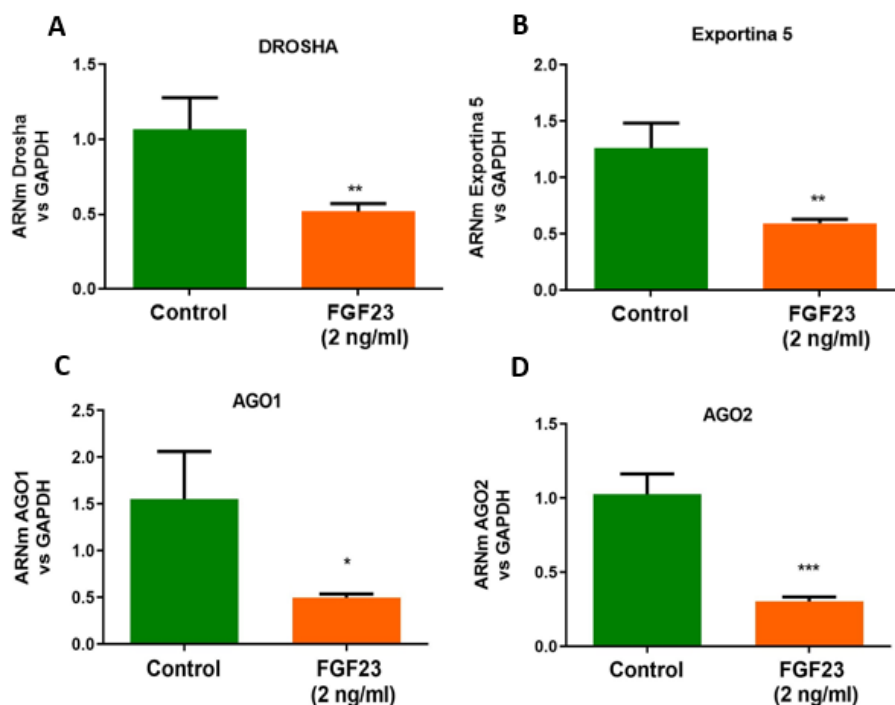 A
DROSHA
ARNm Drosha
vs GAPDH
1.5
1.0
0.5
0.0
**
Control
FGF23
(2 ng/ml)
B
Exportina 5
ARNm Exportina 5
vs GAPDH
2.0
1.5
1.0
0.5
0.0
**
Control
FGF23
(2 ng/ml)
C
AGO1
ARNm AGO1
vs GAPDH
2.5
2.0
1.5
1.0
0.5
0.0
*
Control
FGF23
(2 ng/ml)
D
AGO2
ARNm AGO2
vs GAPDH
1.5
1.0
0.5
0.0
***
Control
FGF23
(2 ng/ml)